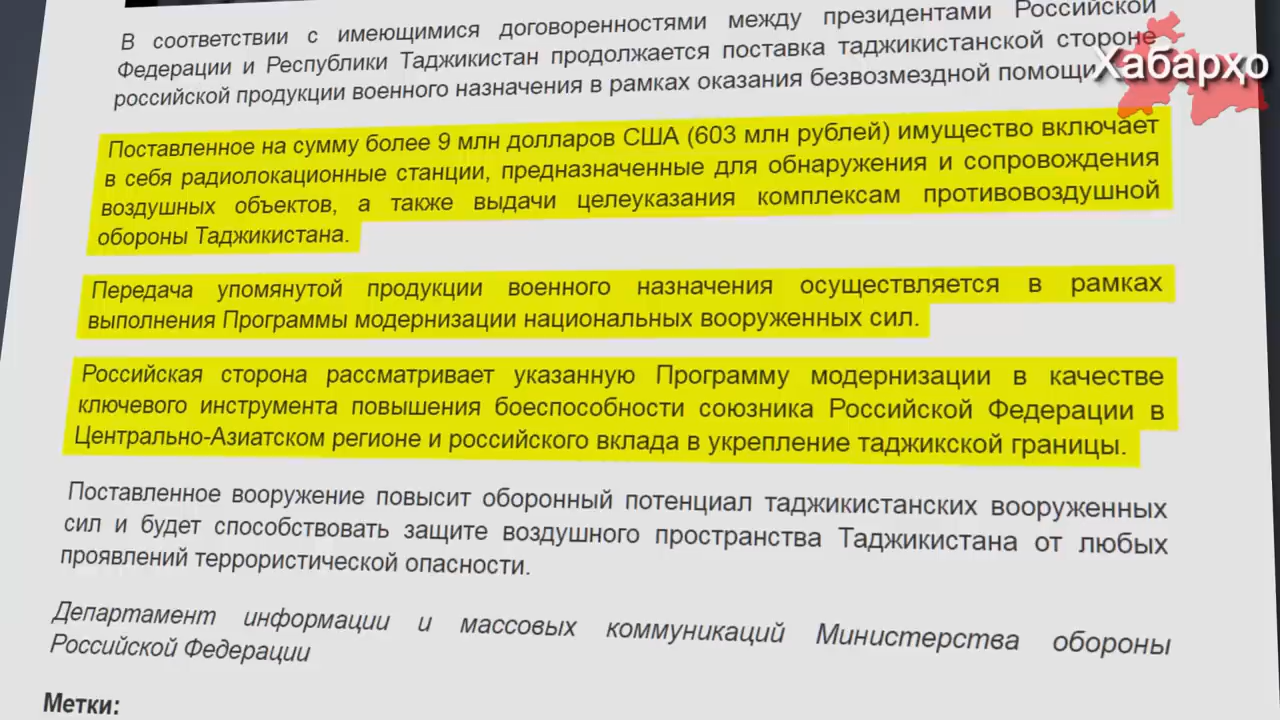 В соответствии с имеющимися договоренностями между президентами Российской
Федерации и Республики Таджикистан продолжается поставка таджикистанской стороне
российской продукции военного назначения в рамках оказания безвозмездной помощи
Хабарҳо
Поставленное на сумму более 9 млн долларов США (603 млн рублей) имущество включает
в себя радиолокационные станции, предназначенные для обнаружения и сопровождения
воздушных объектов, а также выдачи целеуказания комплексам противовоздушной
обороны Таджикистана.
Передача упомянутой продукции военного назначения осуществляется в рамках
выполнения Программы модернизации национальных вооруженных сил.
Российская сторона рассматривает указанную Программу модернизации в качестве
ключевого инструмента повышения боеспособности союзника Российской Федерации в
Центрально-Азиатском регионе и российского вклада в укрепление таджикской границы.
Поставленное вооружение повысит оборонный потенциал таджикистанских вооруженных
сил и будет способствовать защите воздушного пространства Таджикистана от любых
проявлений террористической опасности.
Департамент информации и массовых коммуникаций Министерства обороны
Российской Федерации
Метки: